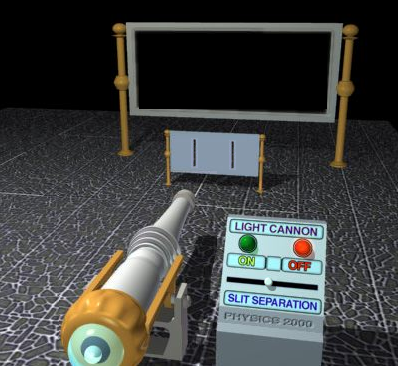 LIGHT CANNON
ON OFF
SLIT SEPARATION
PHYSICS 2000